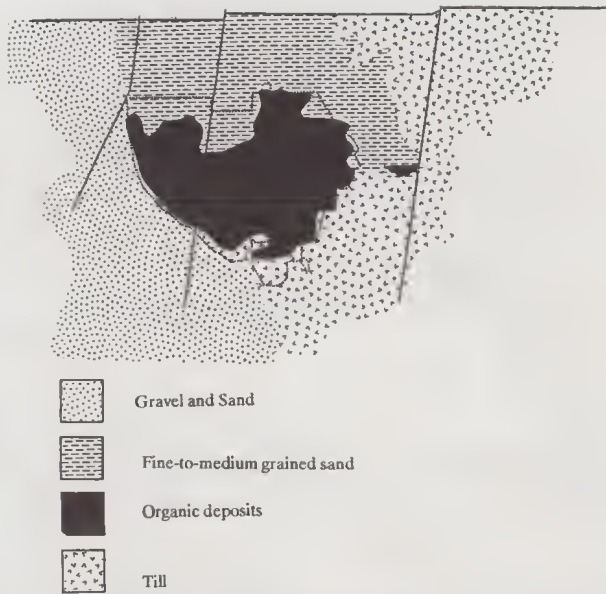 Gravel and Sand
Fine-to-medium grained sand
Organic deposits
Till